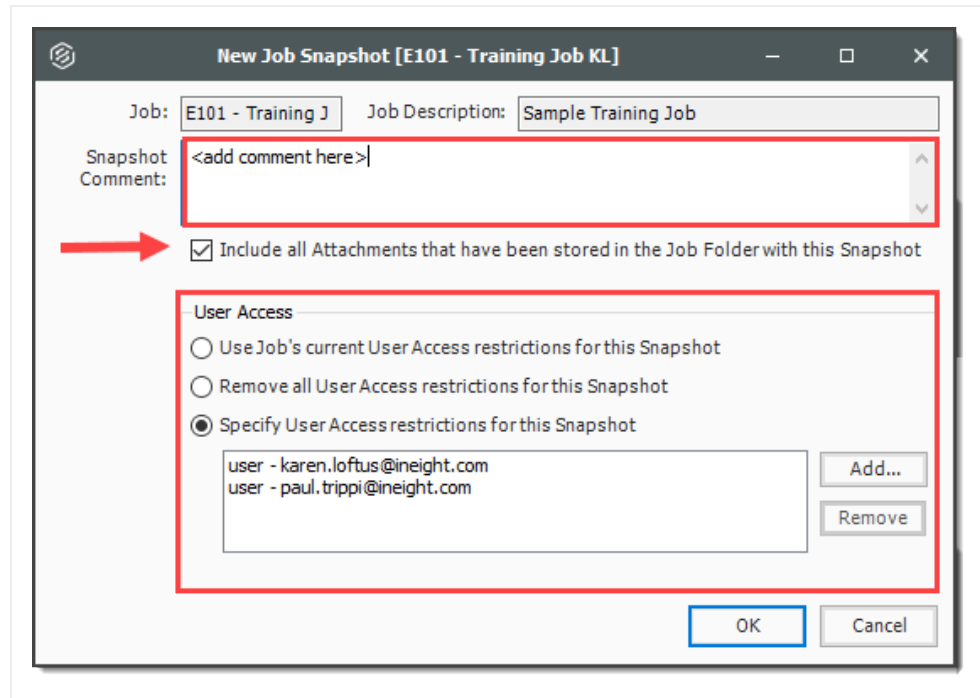 New Job Snapshot [E101 - Training Job KL]
Job: E101 - Training J Job Description: Sample Training Job
Snapshot Comment: <add comment here>
Include all Attachments that have been stored in the Job Folder with this Snapshot
User Access
Use Job's current User Access restrictions for this Snapshot
Remove all User Access restrictions for this Snapshot
Specify User Access restrictions for this Snapshot
user - karen.loftus@ineight.com
user - paul.trippi@ineight.com
Add...
Remove
OK Cancel